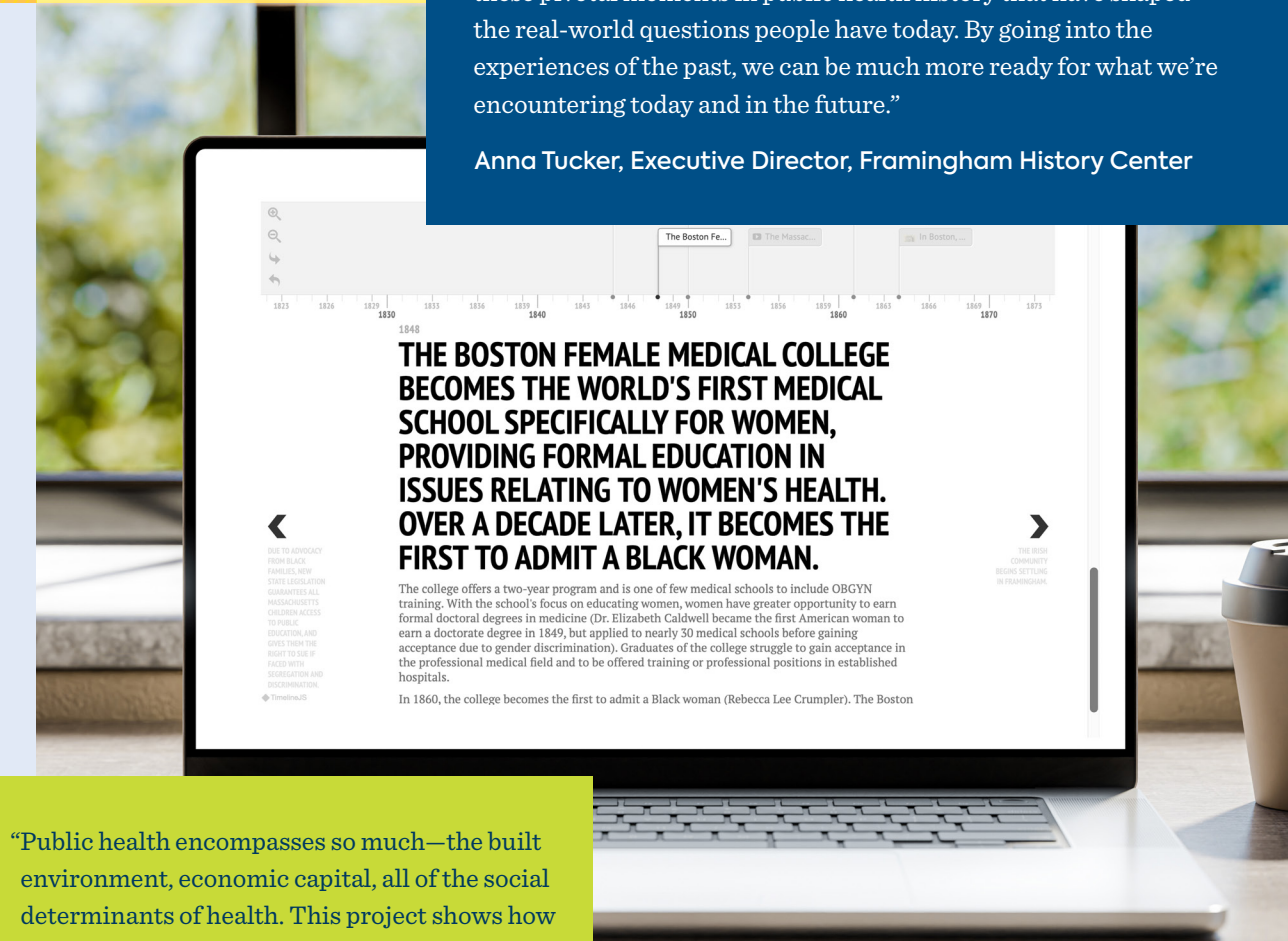 these pivotal moments in public health history that have shaped
the real-world questions people have today. By going into the
experiences of the past, we can be much more ready for what we’re
encountering today and in the future.”
Anna Tucker, Executive Director, Framingham History Center
The Boston Fe...
The Massac...
In Boston, ...
1823 1826 1829 1833 1836 1839 1843 1846 1849 1853 1856 1859 1863 1866 1869 1873
1830 1840 1850 1860 1870
1848
THE BOSTON FEMALE MEDICAL COLLEGE
BECOMES THE WORLD'S FIRST MEDICAL
SCHOOL SPECIFICALLY FOR WOMEN,
PROVIDING FORMAL EDUCATION IN
ISSUES RELATING TO WOMEN'S HEALTH.
OVER A DECADE LATER, IT BECOMES THE
FIRST TO ADMIT A BLACK WOMAN.
The college offers a two-year program and is one of few medical schools to include OBGYN
training. With the school's focus on educating women, women have greater opportunity to earn
formal doctoral degrees in medicine (Dr. Elizabeth Caldwell became the first American woman to
earn a doctorate degree in 1849, but applied to nearly 30 medical schools before gaining
acceptance due to gender discrimination). Graduates of the college struggle to gain acceptance in
the professional medical field and to be offered training or professional positions in established
hospitals.
In 1860, the college becomes the first to admit a Black woman (Rebecca Lee Crumpler). The Boston
DUE TO ADVOCACY
FROM BLACK
FAMILIES, NEW
STATE LEGISLATION
GUARANTEES ALL
MASSACHUSETTS
CHILDREN ACCESS
TO PUBLIC
EDUCATION, AND
GIVES THEM THE
RIGHT TO SUE IF
FACED WITH
SEGREGATION AND
DISCRIMINATION.
TimelineJS
THE IRISH
COMMUNITY
BEGINS SETTLING
IN FRAMINGHAM.
“Public health encompasses so much—the built
environment, economic capital, all of the social
determinants of health. This project shows how